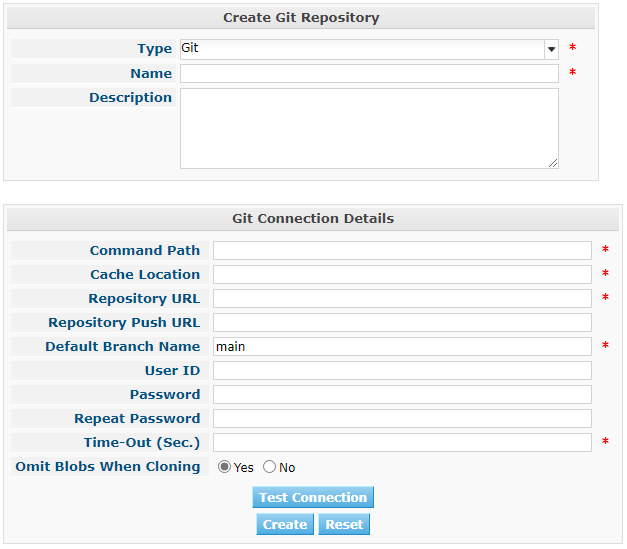 Create Git Repository
Type Git *
Name *
Description
Git Connection Details
Command Path *
Cache Location *
Repository URL *
Repository Push URL
Default Branch Name main *
User ID
Password
Repeat Password
Time-Out (Sec.) *
Omit Blobs When Cloning Yes No
Test Connection
Create Reset